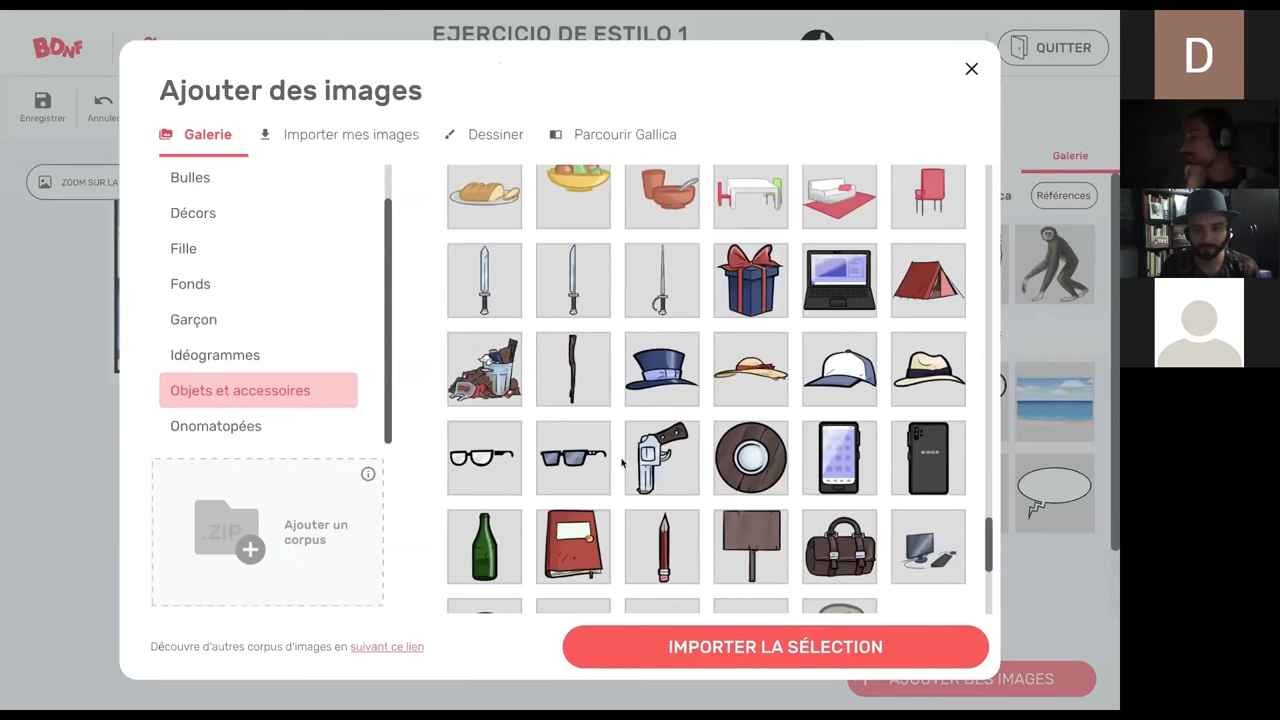 BDnF
EJERCICIO DE ESTILO 1
QUITTER
Enregistrer
Annuler
Ajouter des images
Galerie
Importer mes images
Dessiner
Parcourir Gallica
Galerie
Références
ZOOM SUR LA
Bulles
Décors
Fille
Fonds
Garçon
Idéogrammes
Objets et accessoires
Onomatopées
.ZIP
Ajouter un
corpus
Découvre d'autres corpus d'images en suivant ce lien
IMPORTER LA SÉLECTION
AJOUTER DES IMAGES
D